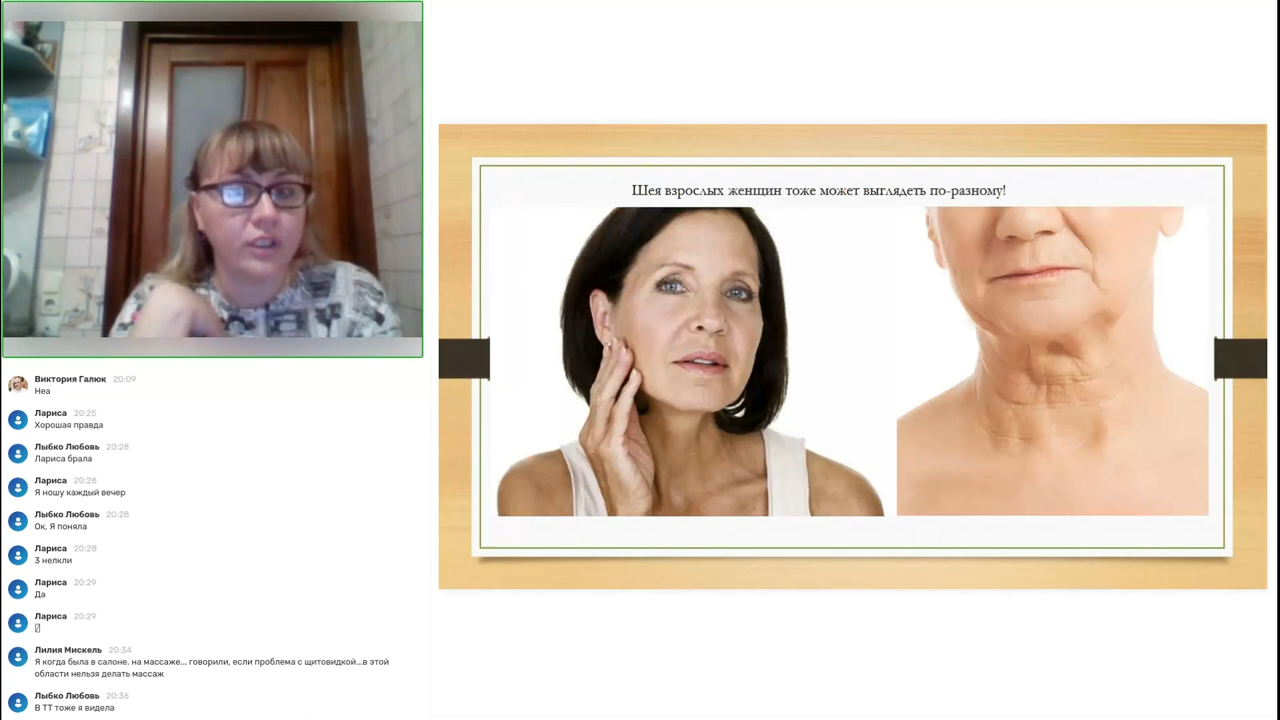 Шея взрослых женщин тоже может выглядеть по-разному!
Виктория Галюк 20:09
Неа
Лариса 20:25
Хорошая правда
Лыбко Любовь 20:28
Лариса брала
Лариса 20:28
Я ношу каждый вечер
Лыбко Любовь 20:28
Ок, Я поняла
Лариса 20:28
3 нелкли
Лариса 20:29
Да
Лариса 20:29
Лилия Мискель 20:34
Я когда была в салоне. на массаже... говорили, если проблема с щитовидкой...в этой
области нельзя делать массаж
Лыбко Любовь 20:36
В ТТ тоже я видела